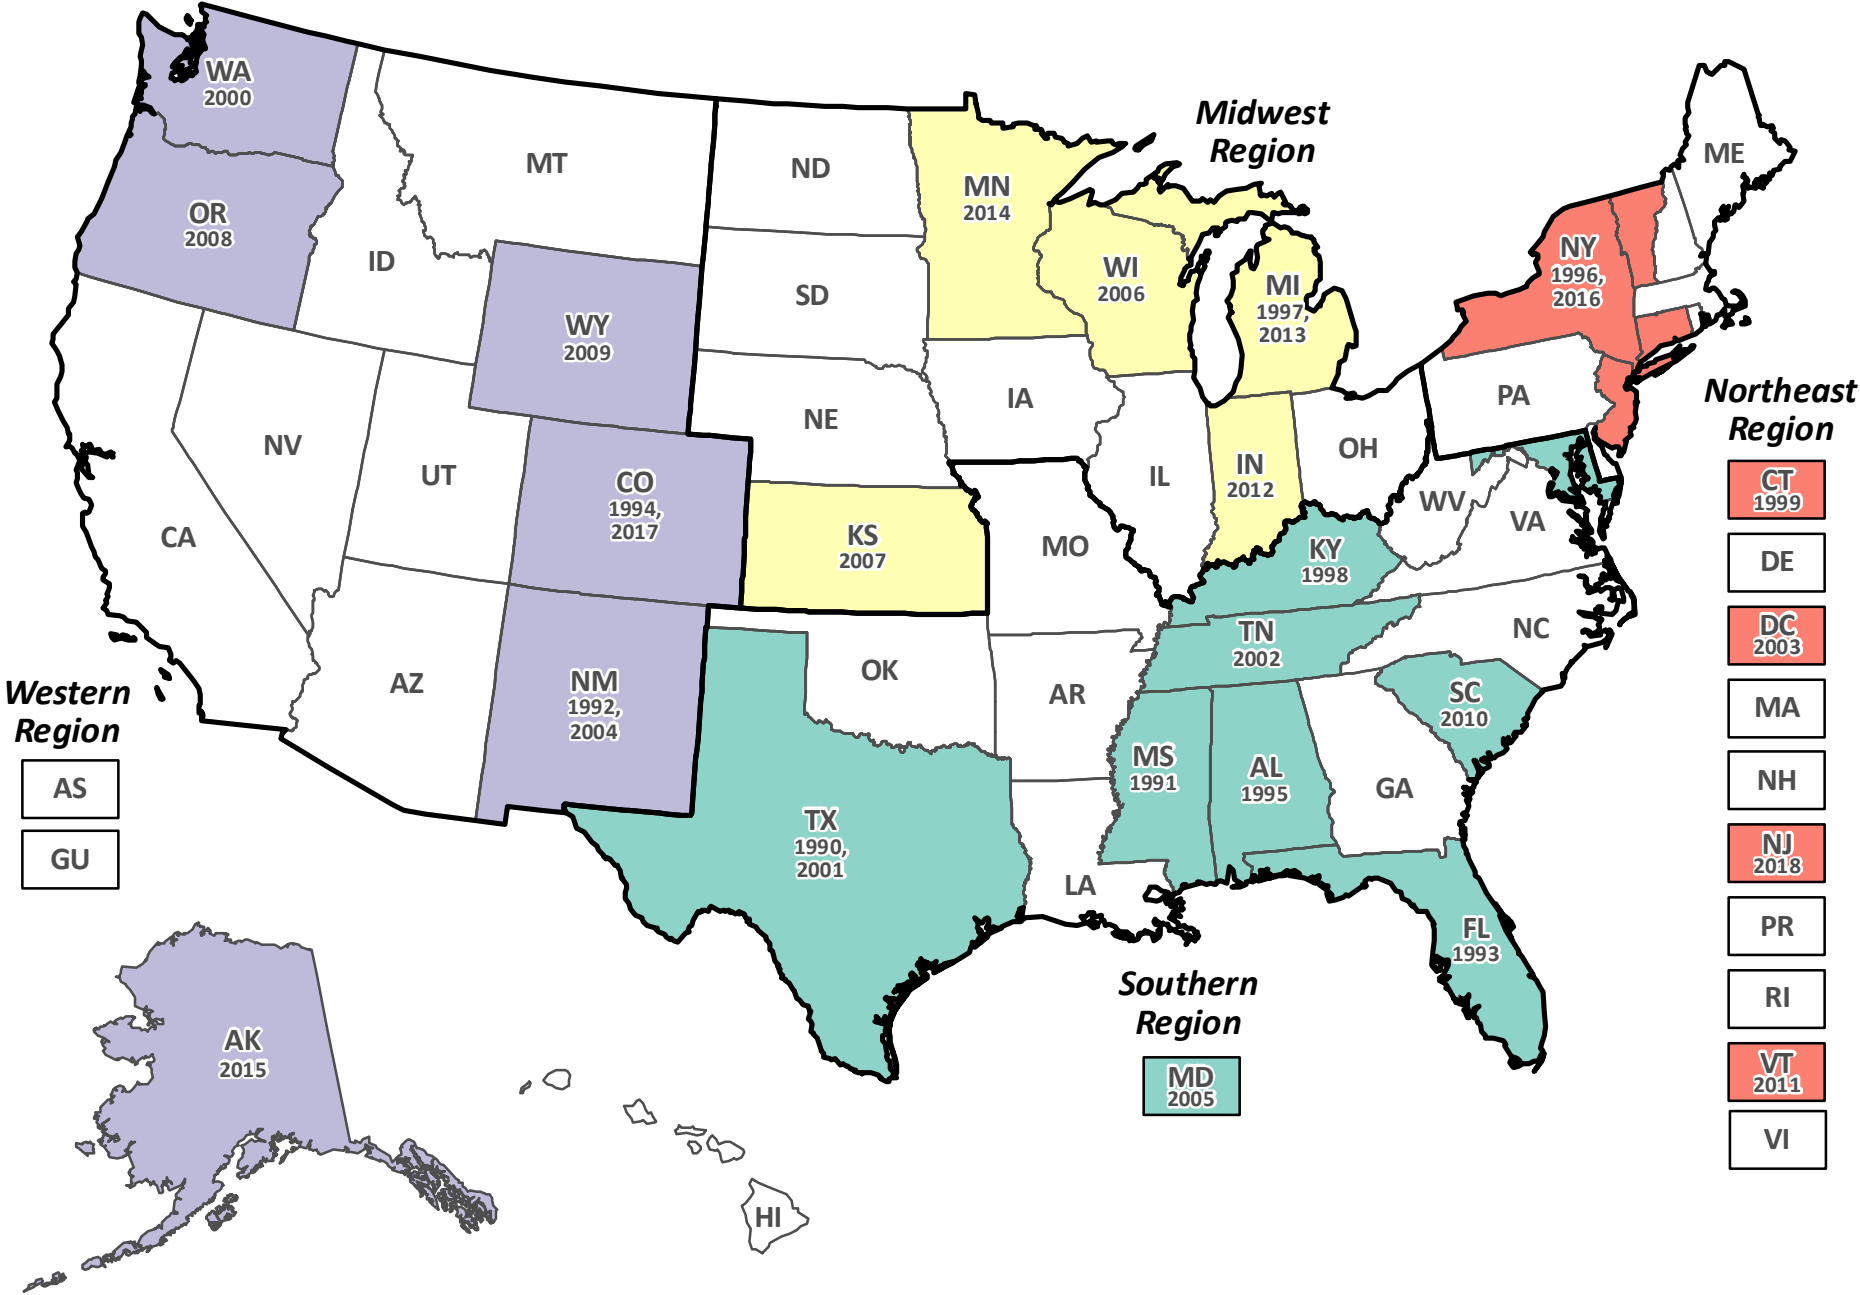 WA
2000
OR
2008
MT
ID
WY
2009
NV
UT
CO
1994,
2017
CA
AZ
NM
1992,
2004
Western
Region
AS
GU
AK
2015
HI
ND
SD
NE
KS
2007
MN
2014
WI
2006
MI
1997,
2013
IA
IL
IN
2012
OH
MO
Midwest
Region
OK
AR
TX
1990,
2001
LA
MS
1991
AL
1995
GA
FL
1993
SC
2010
NC
TN
2002
KY
1998
WV
VA
Southern
Region
MD
2005
ME
NY
1996,
2016
PA
Northeast
Region
CT
1999
DE
DC
2003
MA
NH
NJ
2018
PR
RI
VT
2011
VI